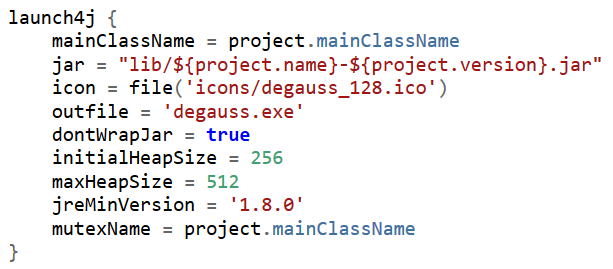 launch4j {
    mainClassName = project.mainClassName
    jar = "lib/${project.name}-${project.version}.jar"
    icon = file('icons/degauss_128.ico')
    outfile = 'degauss.exe'
    dontWrapJar = true
    initialHeapSize = 256
    maxHeapSize = 512
    jreMinVersion = '1.8.0'
    mutexName = project.mainClassName
}